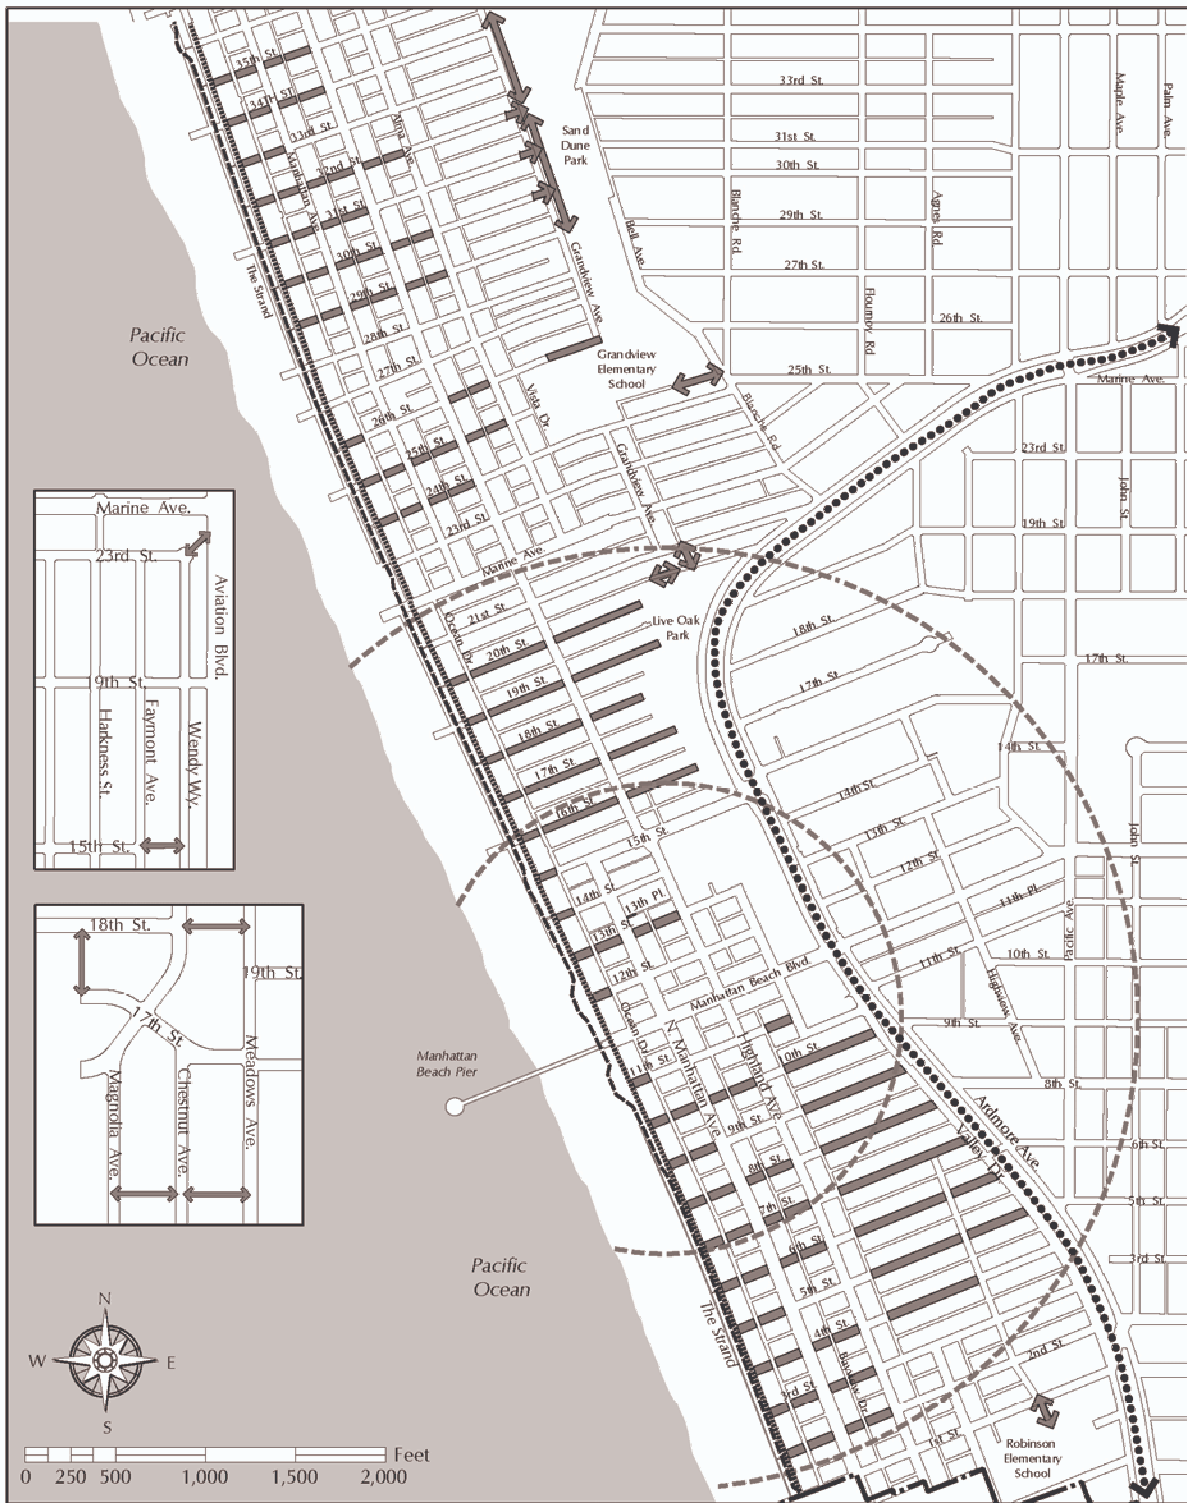 35th St.
34th St.
33rd St.
Alma Ave.
32nd St.
Manhattan Ave.
31st St.
30th St.
29th St.
28th St.
27th St.
The Strand
Sand
Dune
Park
33rd St.
31st St.
30th St.
29th St.
27th St.
26th St.
25th St.
Maple Ave.
Palm Ave.
Blanche Rd.
Agnes Rd.
Bell Ave.
Flournoy Rd
Grandview Ave.
Grandview
Elementary
School
Pacific
Ocean
Vista Dr.
26th St.
25th St.
24th St.
23rd St.
Grandview Ave.
Blanche Rd.
Marine Ave.
23rd St.
19th St.
John St.
Marine Ave.
Marine Ave.
23rd St.
Aviation Blvd.
9th St.
Harkness St.
Faymont Ave.
Wendy Wy.
15th St.
21st St.
Ocean Dr.
20th St.
19th St.
18th St.
17th St.
16th St.
15th St.
Live Oak
Park
18th St.
17th St.
17th St.
14th St.
14th St.
13th St.
12th St.
11th Pl.
11th St.
10th St.
Pacific Ave.
John St.
Highview Ave.
9th St.
8th St.
6th St.
5th St.
3rd St.
14th St.
13th Pl.
13th St.
12th St.
Manhattan Beach Blvd.
Ocean Dr.
11th St.
N Manhattan Ave
Highland Ave.
10th St.
9th St.
8th St.
7th St.
6th St.
5th St.
4th St.
3rd St.
Bayview Dr.
2nd St.
1st St.
Ardmore Ave.
Valley Dr.
Manhattan
Beach Pier
18th St.
19th St.
17th St.
Magnolia Ave.
Chestnut Ave.
Meadows Ave.
Pacific
Ocean
The Strand
Robinson
Elementary
School
N
W
E
S
Feet
0 250 500 1,000 1,500 2,000